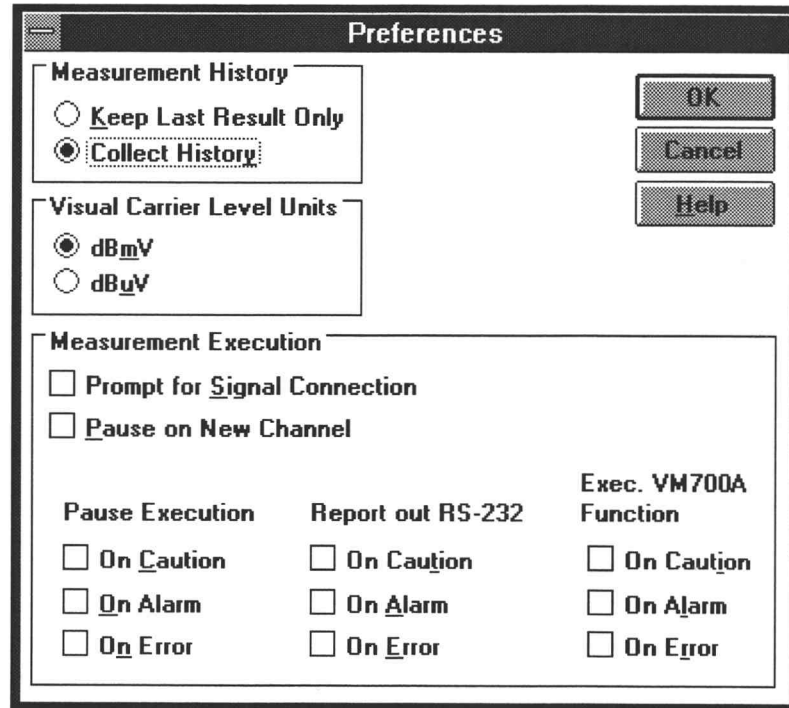 Preferences
Measurement History
Keep Last Result Only
Collect History
OK
Cancel
Help
Visual Carrier Level Units
dBmV
dBuV
Measurement Execution
Prompt for Signal Connection
Pause on New Channel
Pause Execution
On Caution
On Alarm
On Error
Report out RS-232
On Caution
On Alarm
On Error
Exec. VM700A
Function
On Caution
On Alarm
On Error